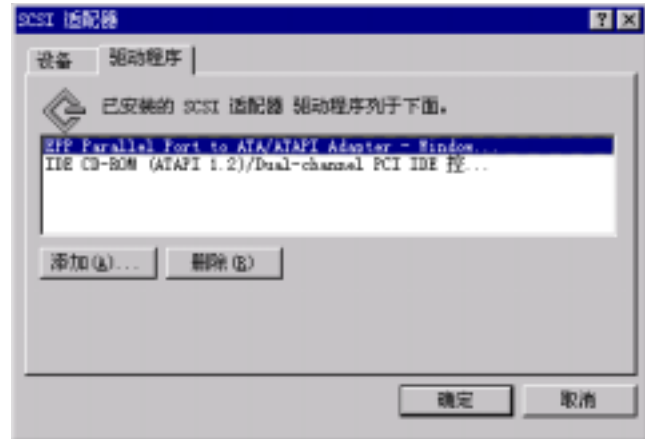 SCSI 适配器
设备 驱动程序
已安装的 SCSI 适配器 驱动程序列于下面。
EPP Parallel Port to ATA/ATAPI Adapter - Window...
IDE CD-ROM (ATAPI 1.2)/Dual-channel PCI IDE 控...
添加(A)... 删除(R)
确定 取消